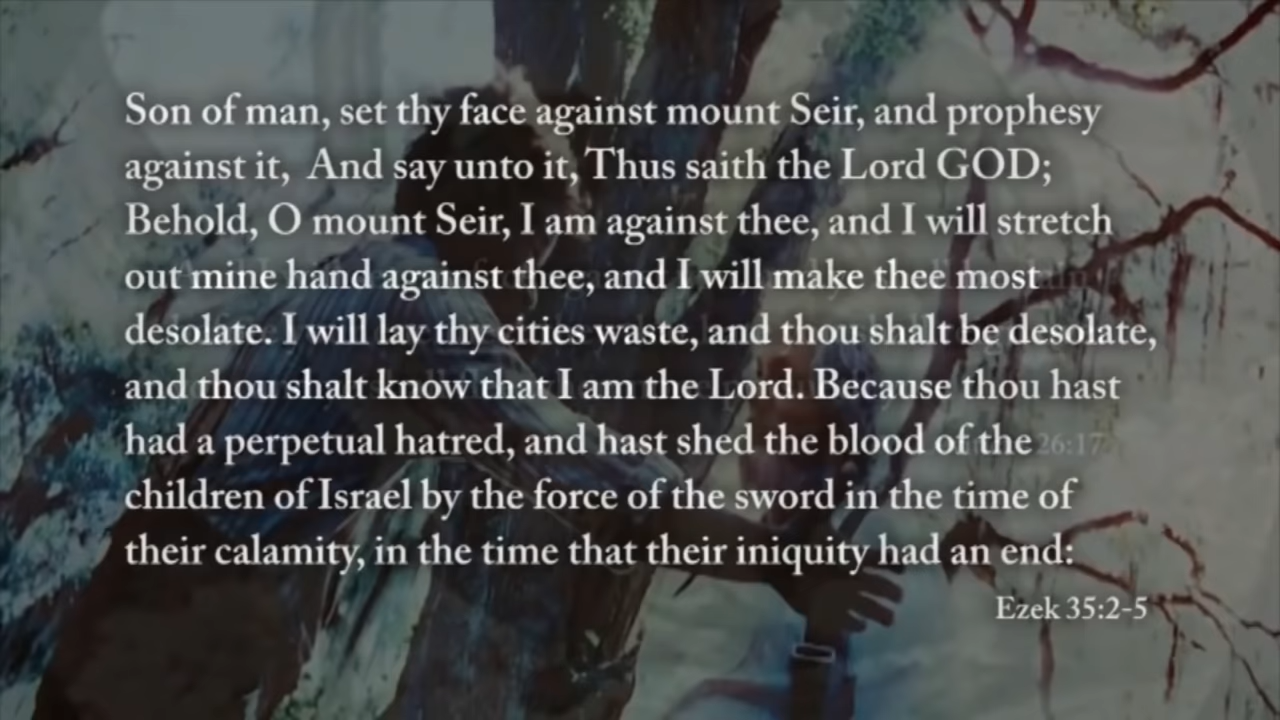 Son of man, set thy face against mount Seir, and prophesy
against it, And say unto it, Thus saith the Lord GOD;
Behold, O mount Seir, I am against thee, and I will stretch
out mine hand against thee, and I will make thee most
desolate. I will lay thy cities waste, and thou shalt be desolate,
and thou shalt know that I am the Lord. Because thou hast
had a perpetual hatred, and hast shed the blood of the
children of Israel by the force of the sword in the time of
their calamity, in the time that their iniquity had an end:
Ezek 35:2-5
26:17